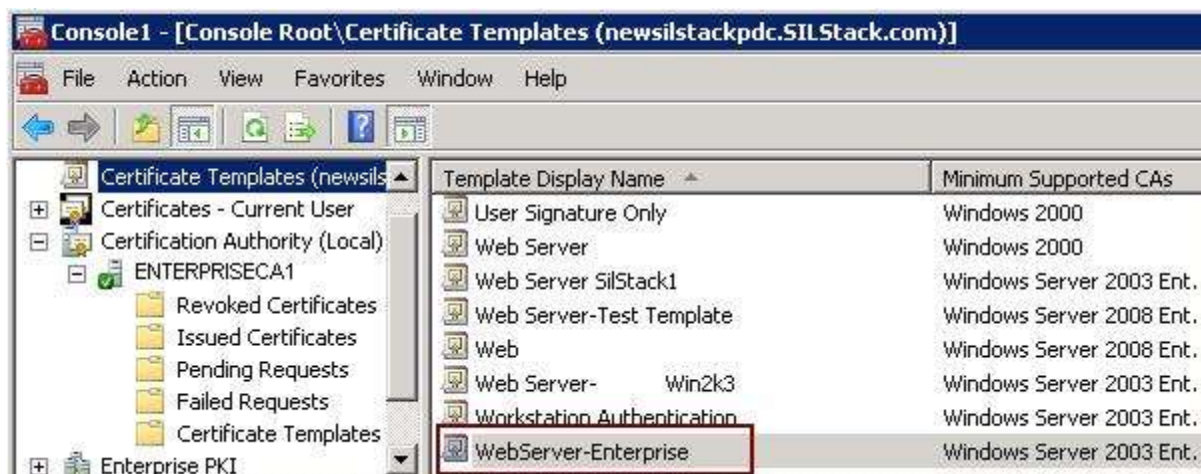 Console1 - [Console Root\Certificate Templates (newsilstackpdc.SILStack.com)]
File Action View Favorites Window Help
Certificate Templates (newsils
Certificates - Current User
Certification Authority (Local)
ENTERPRISECA1
Revoked Certificates
Issued Certificates
Pending Requests
Failed Requests
Certificate Templates
Enterprise PKI
Template Display Name Minimum Supported CAs
User Signature Only Windows 2000
Web Server Windows 2000
Web Server SilStack1 Windows Server 2003 Ent.
Web Server-Test Template Windows Server 2008 Ent.
Web Windows Server 2008 Ent.
Web Server- Win2k3 Windows Server 2003 Ent.
Workstation Authentication Windows Server 2003 Ent.
WebServer-Enterprise Windows Server 2003 Ent.